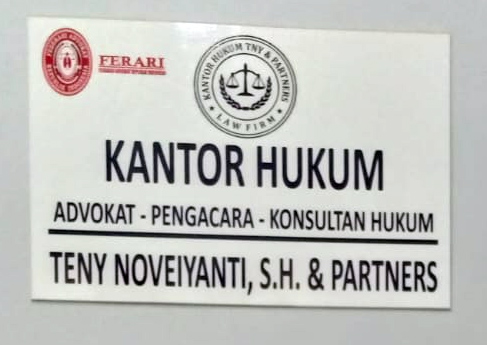 FERARI
KANTOR HUKUM TNY & PARTNERS
LAW FIRM
KANTOR HUKUM
ADVOKAT - PENGACARA - KONSULTAN HUKUM
TENY NOVEIYANTI, S.H. & PARTNERS